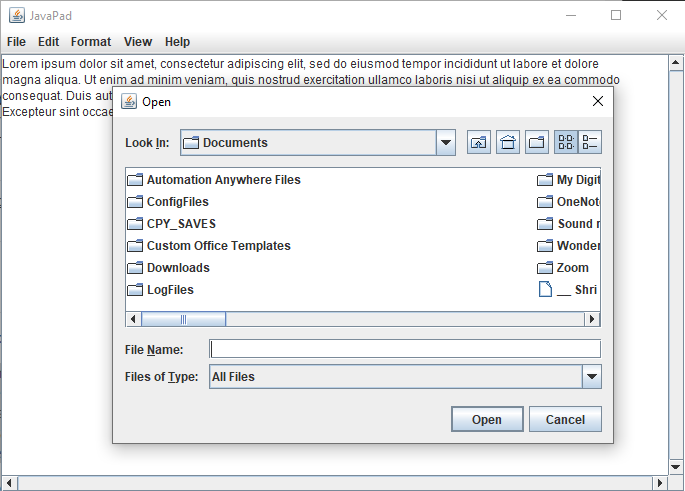 JavaPad
File Edit Format View Help
Lorem ipsum dolor sit amet, consectetur adipiscing elit, sed do eiusmod tempor incididunt ut labore et dolore
magna aliqua. Ut enim ad minim veniam, quis nostrud exercitation ullamco laboris nisi ut aliquip ex ea commodo
consequat. Duis aut
Excepteur sint occae
Open
Look In: Documents
Automation Anywhere Files
ConfigFiles
CPY_SAVES
Custom Office Templates
Downloads
LogFiles
My Digit
OneNot
Sound
Wonder
Zoom
__ Shri
File Name:
Files of Type: All Files
Open Cancel